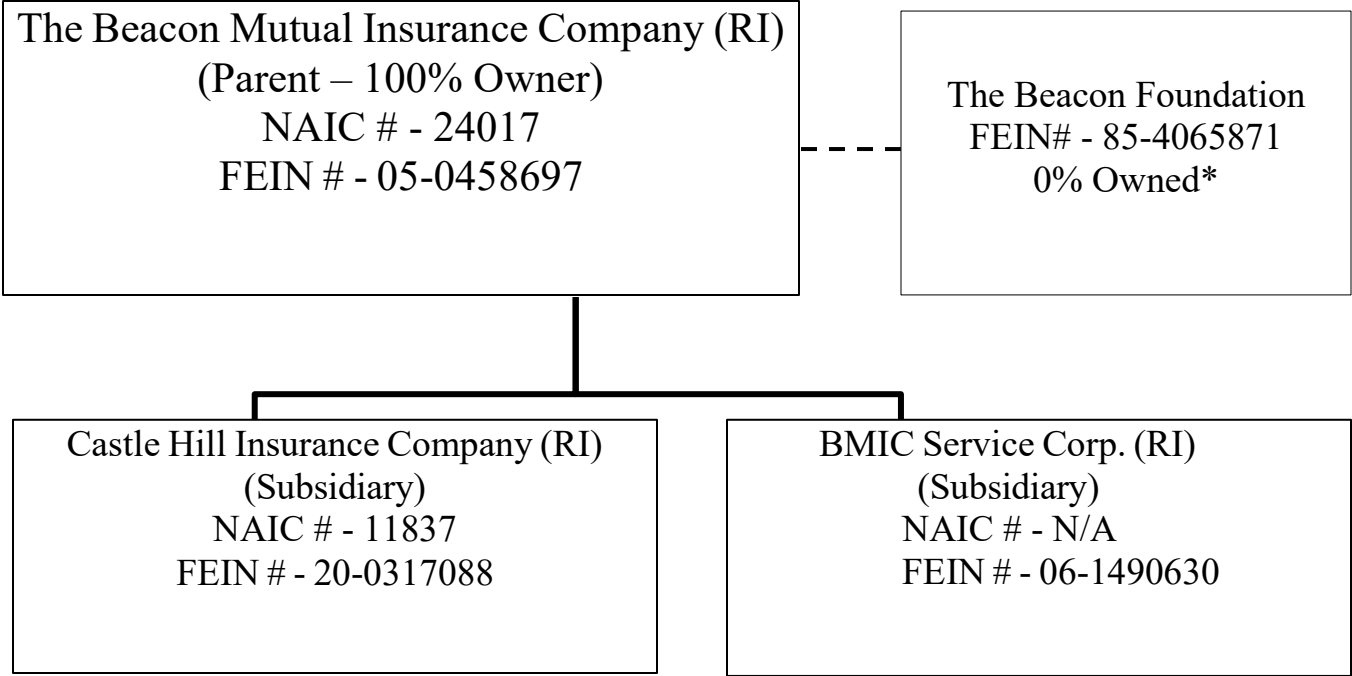 The Beacon Mutual Insurance Company (RI)
(Parent – 100% Owner)
NAIC # - 24017
FEIN # - 05-0458697
The Beacon Foundation
FEIN# - 85-4065871
0% Owned*
Castle Hill Insurance Company (RI)
(Subsidiary)
NAIC # - 11837
FEIN # - 20-0317088
BMIC Service Corp. (RI)
(Subsidiary)
NAIC # - N/A
FEIN # - 06-1490630